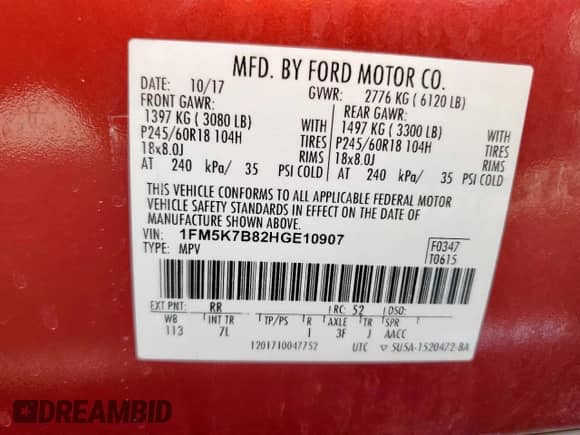 MFD. BY FORD MOTOR CO.
DATE: 10/17 GVWR: 2776 KG ( 6120 LB)
FRONT GAWR: REAR GAWR:
1397 KG ( 3080 LB) WITH 1497 KG ( 3300 LB) WITH
P245/60R18 104H TIRES P245/60R18 104H TIRES
18x8.0J RIMS 18x8.0J RIMS
AT 240 kPa/ 35 PSI COLD AT 240 kPa/ 35 PSI COLD
THIS VEHICLE CONFORMS TO ALL APPLICABLE FEDERAL MOTOR
VEHICLE SAFETY STANDARDS IN EFFECT ON THE DATE OF
MANUFACTURE SHOWN ABOVE.
VIN: 1FM5K7B82HGE10907 F0347
TYPE: MPV T0615
EXT PNT: RR RC: 52 DSO:
WB INT TR TP/PS R AXLE TR SPR
113 7L I 3F J AACC
1201710047752 UTC ▽ 5U5A-1520472-BA
DREAMBID